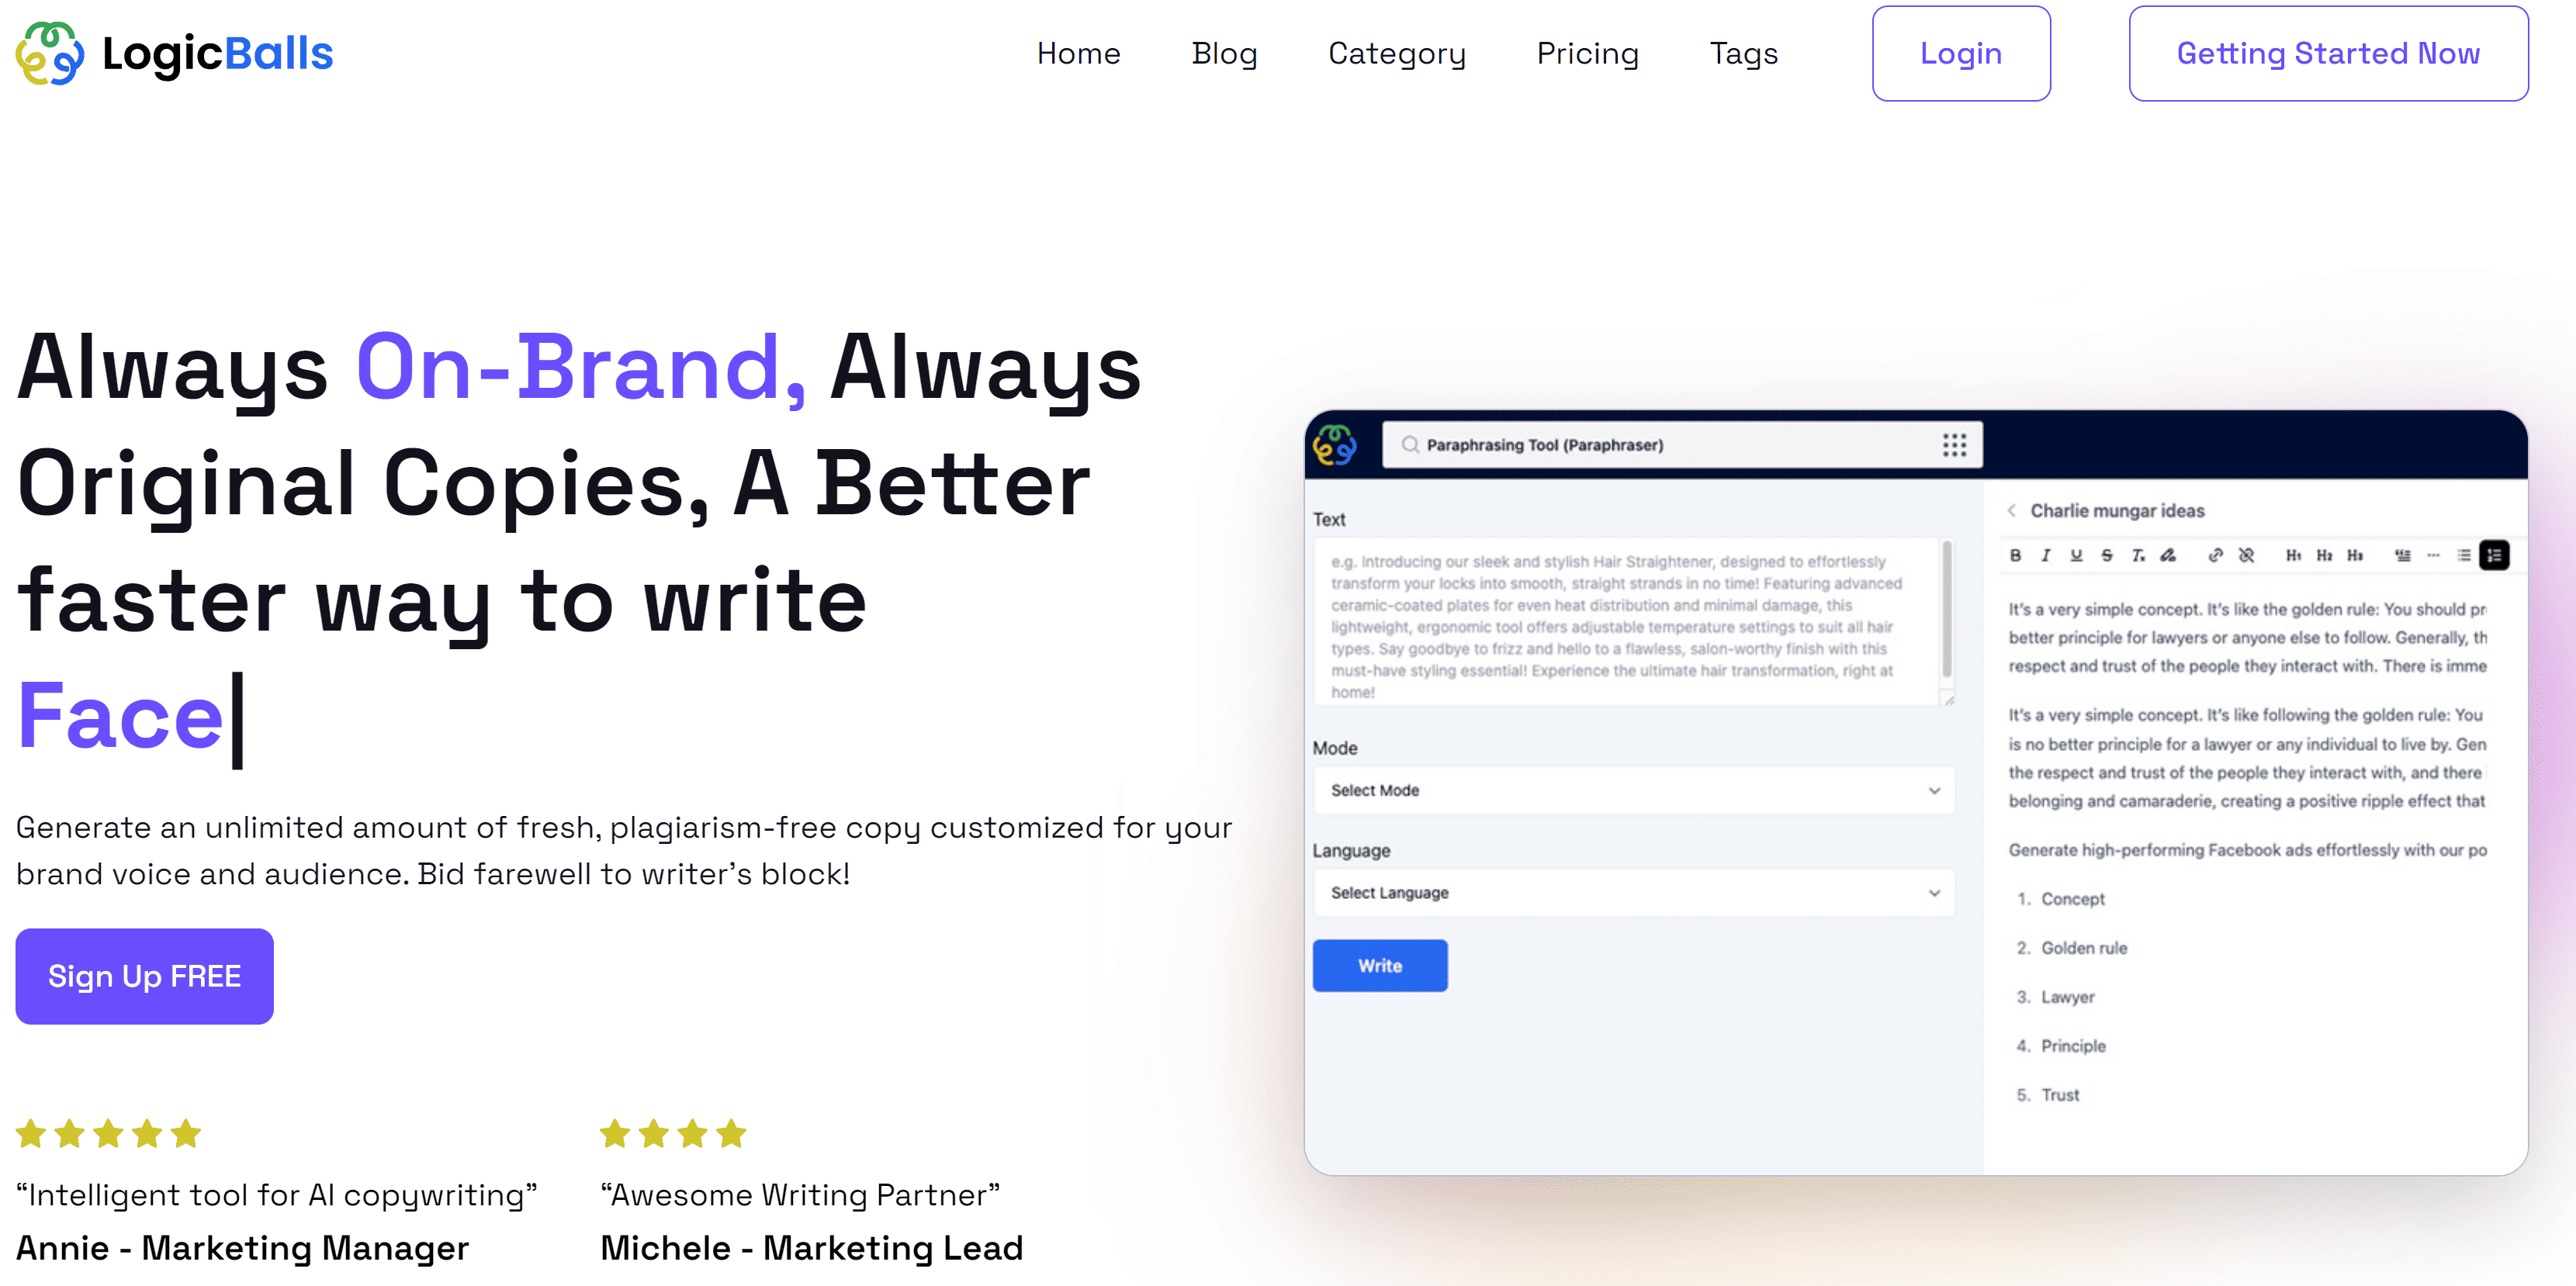 LogicBalls
Home Blog Category Pricing Tags Login Getting Started Now
Always On-Brand, Always
Original Copies, A Better
faster way to write
Face
Generate an unlimited amount of fresh, plagiarism-free copy customized for your
brand voice and audience. Bid farewell to writer's block!
Sign Up FREE
“Intelligent tool for AI copywriting”
Annie - Marketing Manager
“Awesome Writing Partner”
Michele - Marketing Lead
Paraphrasing Tool (Paraphraser)
Text
e.g. Introducing our sleek and stylish Hair Straightener, designed to effortlessly
transform your locks into smooth, straight strands in no time! Featuring advanced
ceramic-coated plates for even heat distribution and minimal damage, this
lightweight, ergonomic tool offers adjustable temperature settings to suit all hair
types. Say goodbye to frizz and hello to a flawless, salon-worthy finish with this
must-have styling essential! Experience the ultimate hair transformation, right at
home!
Mode
Select Mode
Language
Select Language
Write
Charlie mungar ideas
B I U S Tx H1 H2 H3
It's a very simple concept. It's like the golden rule: You should pr
better principle for lawyers or anyone else to follow. Generally, th
respect and trust of the people they interact with. There is imme
It's a very simple concept. It's like following the golden rule: You
is no better principle for a lawyer or any individual to live by. Gen
the respect and trust of the people they interact with, and there
belonging and camaraderie, creating a positive ripple effect that
Generate high-performing Facebook ads effortlessly with our po
1. Concept
2. Golden rule
3. Lawyer
4. Principle
5. Trust